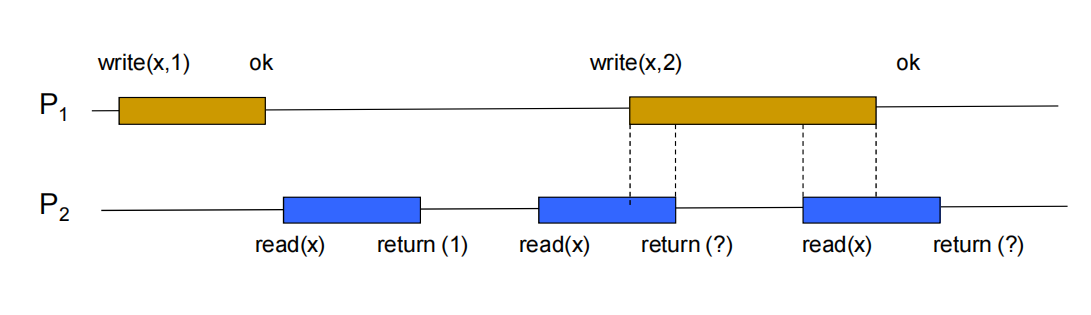 write(x,1) ok write(x,2) ok
P1
P2
read(x) return (1) read(x) return (?) read(x) return (?)